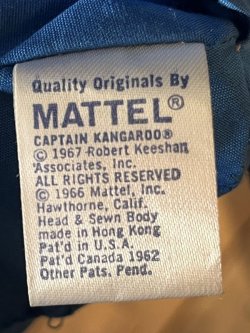 Quality Originals By
MATTEL®
CAPTAIN KANGAROO®
© 1967 Robert Keeshan
Associates, Inc.
ALL RIGHTS RESERVED
© 1966 Mattel, Inc.
Hawthorne, Calif.
Head & Sewn Body
made in Hong Kong
Pat'd in U.S.A.
Pat'd Canada 1962
Other Pats. Pend.